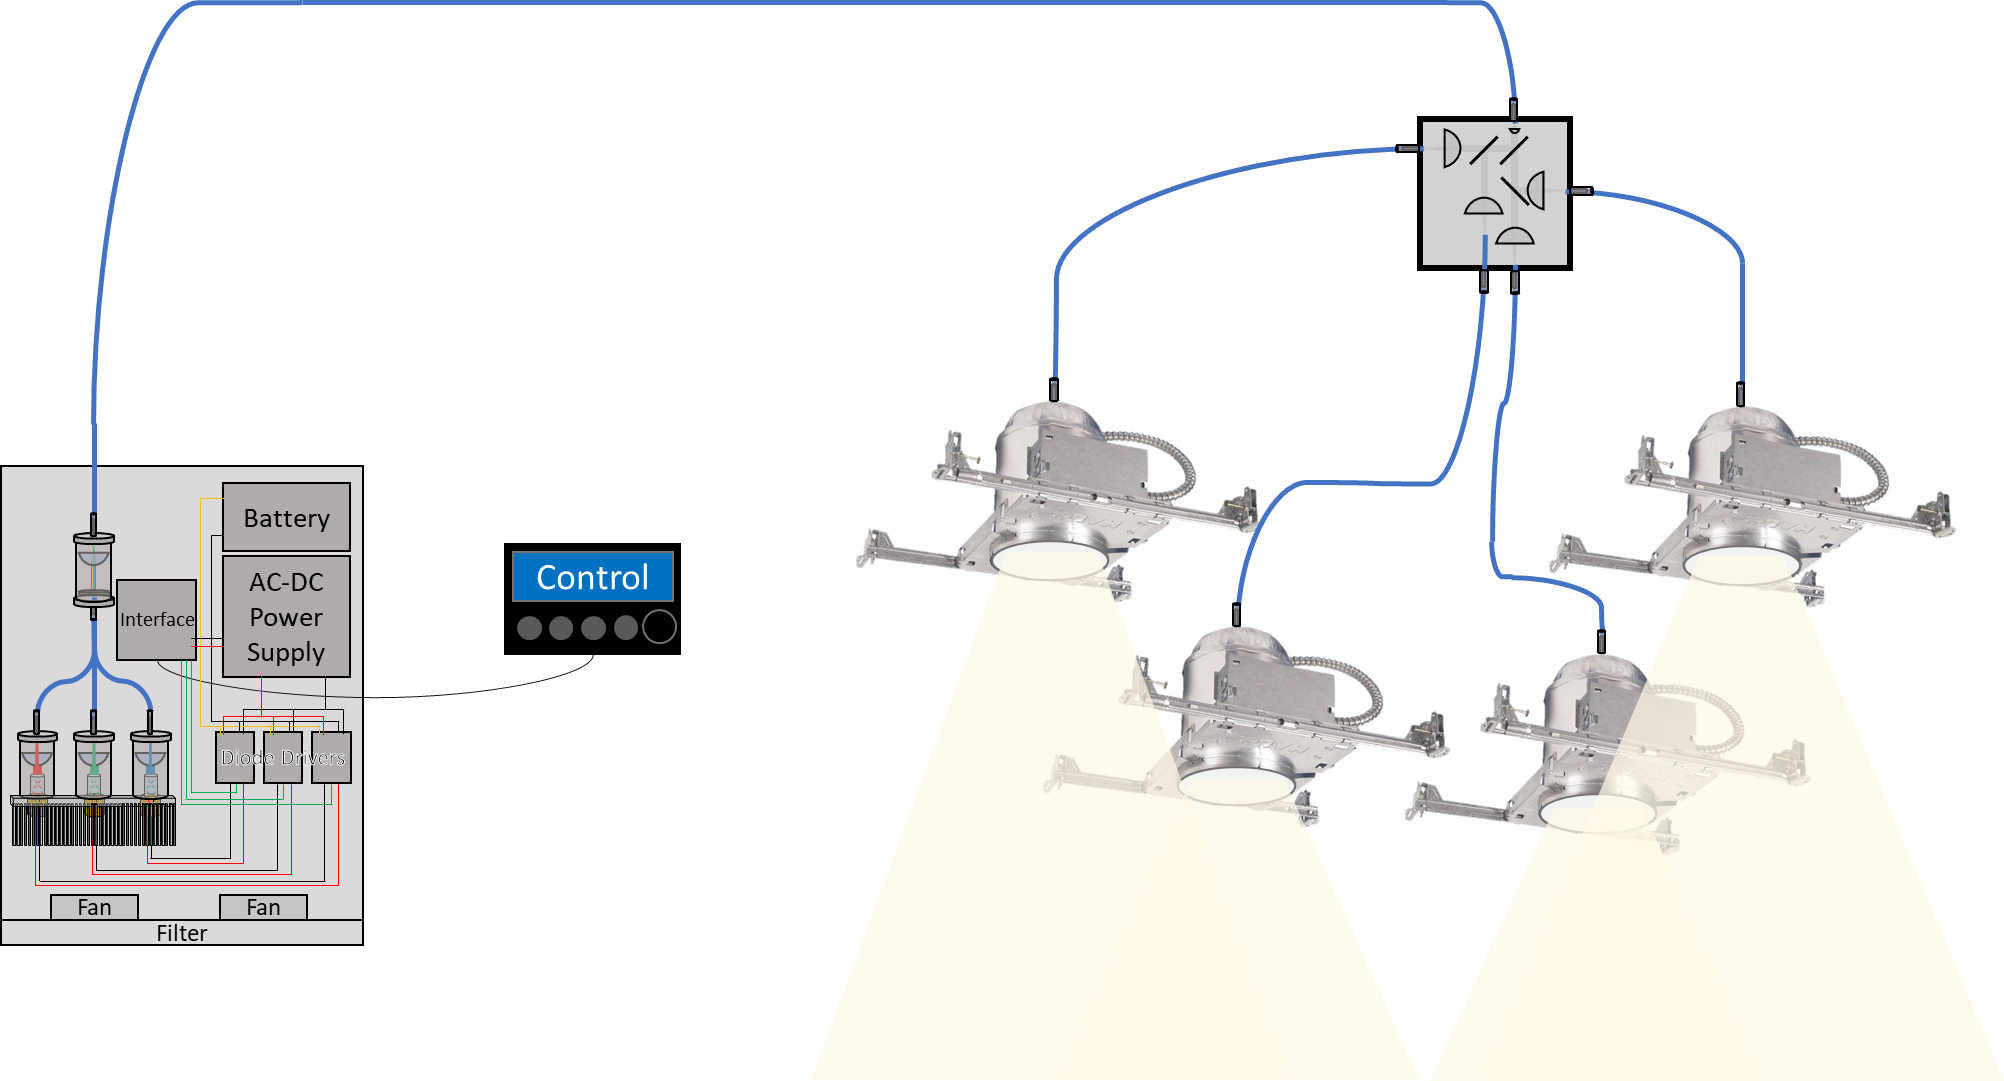 Battery
AC-DC
Power
Supply
Interface
Control
Diode Drivers
Fan
Fan
Filter